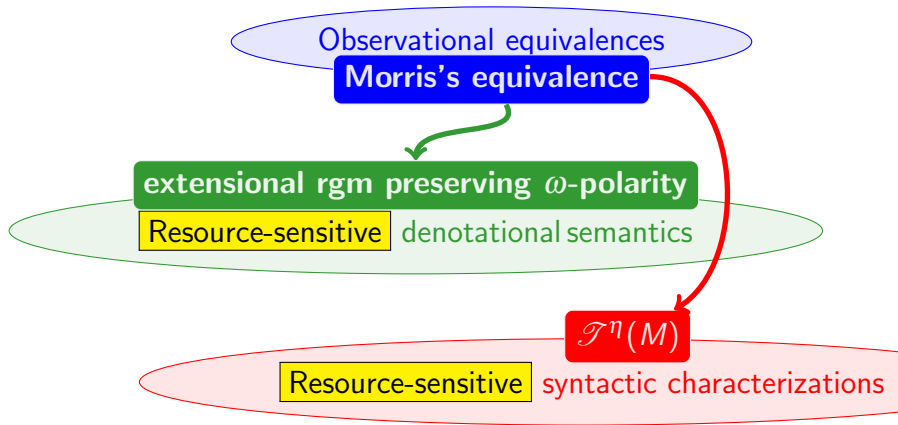 Observational equivalences
Morris's equivalence
extensional rgm preserving ω-polarity
Resource-sensitive denotational semantics
𝒯^η(M)
Resource-sensitive syntactic characterizations